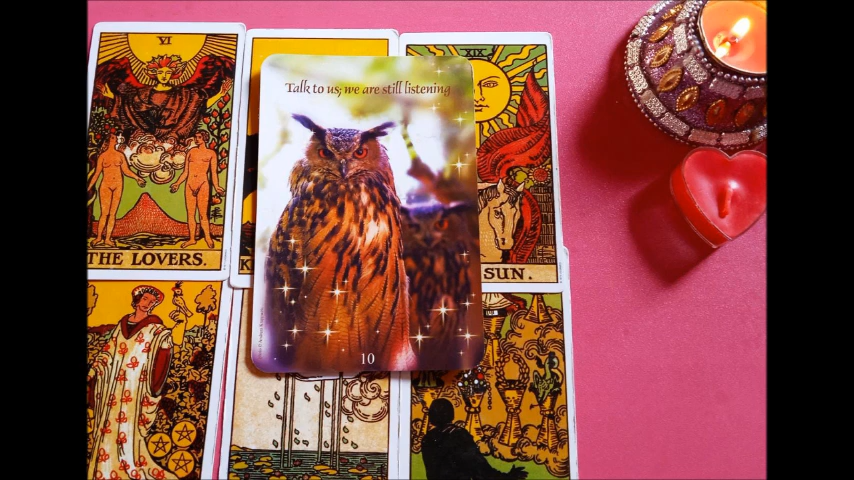 VI
XIX
Talk to us; we are still listening
THE LOVERS.
K
SUN.
10